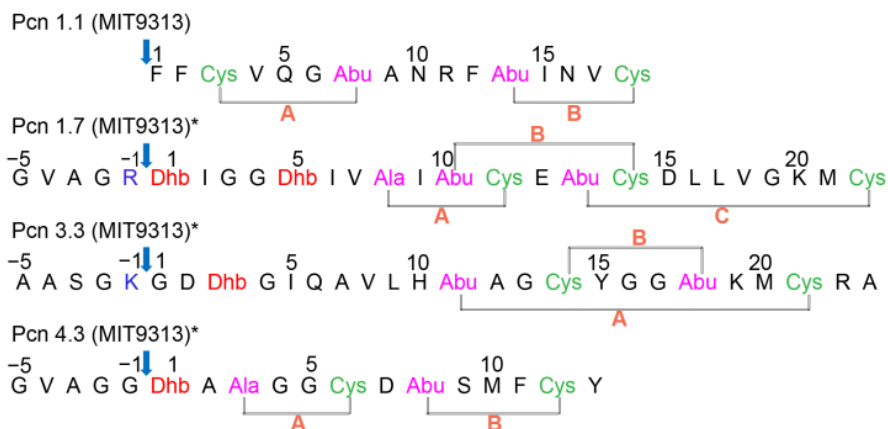 Pcn 1.1 (MIT9313)
1 5 10 15
F F Cys V Q G Abu A N R F Abu I N V Cys
A B
Pcn 1.7 (MIT9313)*
B
−5 −1 1 5 10 15 20
G V A G R Dhb I G G Dhb I V Ala I Abu Cys E Abu Cys D L L V G K M Cys
A C
Pcn 3.3 (MIT9313)*
B
−5 −1 1 5 10 15 20
A A S G K G D Dhb G I Q A V L H Abu A G Cys Y G G Abu K M Cys R A
A
Pcn 4.3 (MIT9313)*
−5 −1 1 5 10
G V A G G Dhb A Ala G G Cys D Abu S M F Cys Y
A B